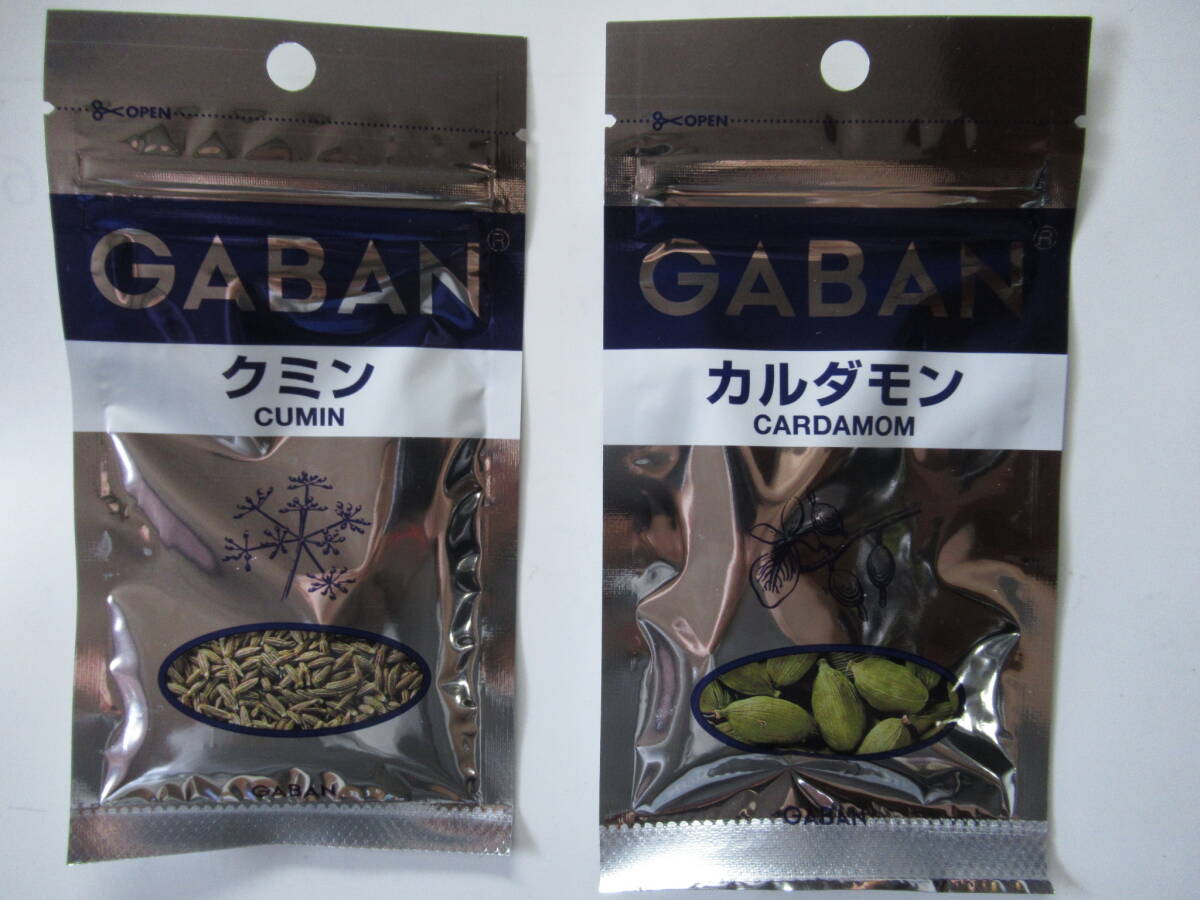 OPEN
GABAN®
クミン
CUMIN
GABAN
OPEN
GABAN®
カルダモン
CARDAMOM
GABAN